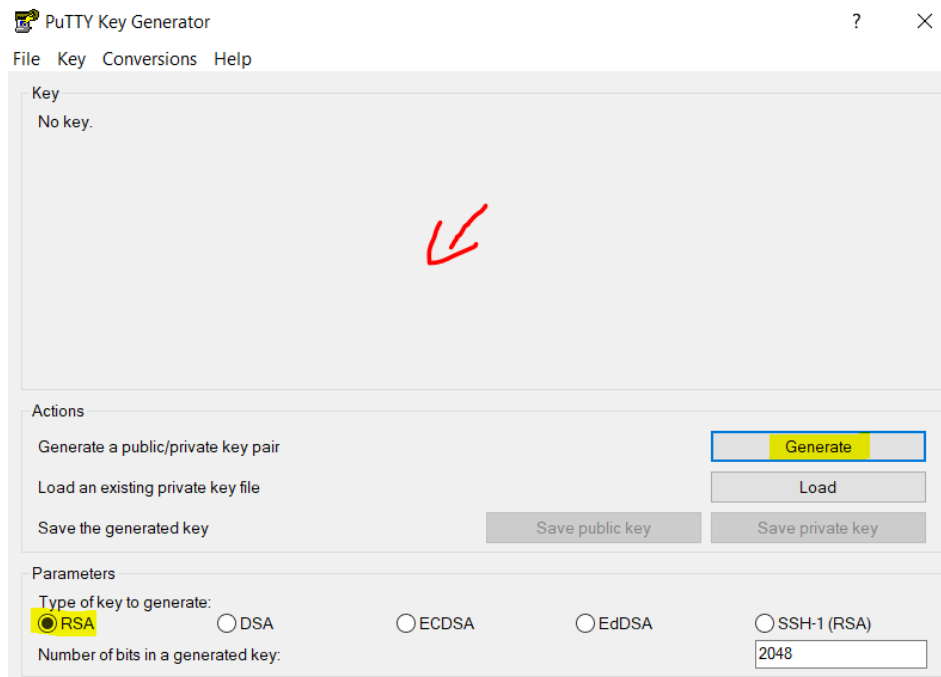 PuTTY Key Generator ?
File Key Conversions Help
Key
No key.
Actions
Generate a public/private key pair Generate
Load an existing private key file Load
Save the generated key Save public key Save private key
Parameters
Type of key to generate:
RSA DSA ECDSA EdDSA SSH-1 (RSA)
Number of bits in a generated key: 2048